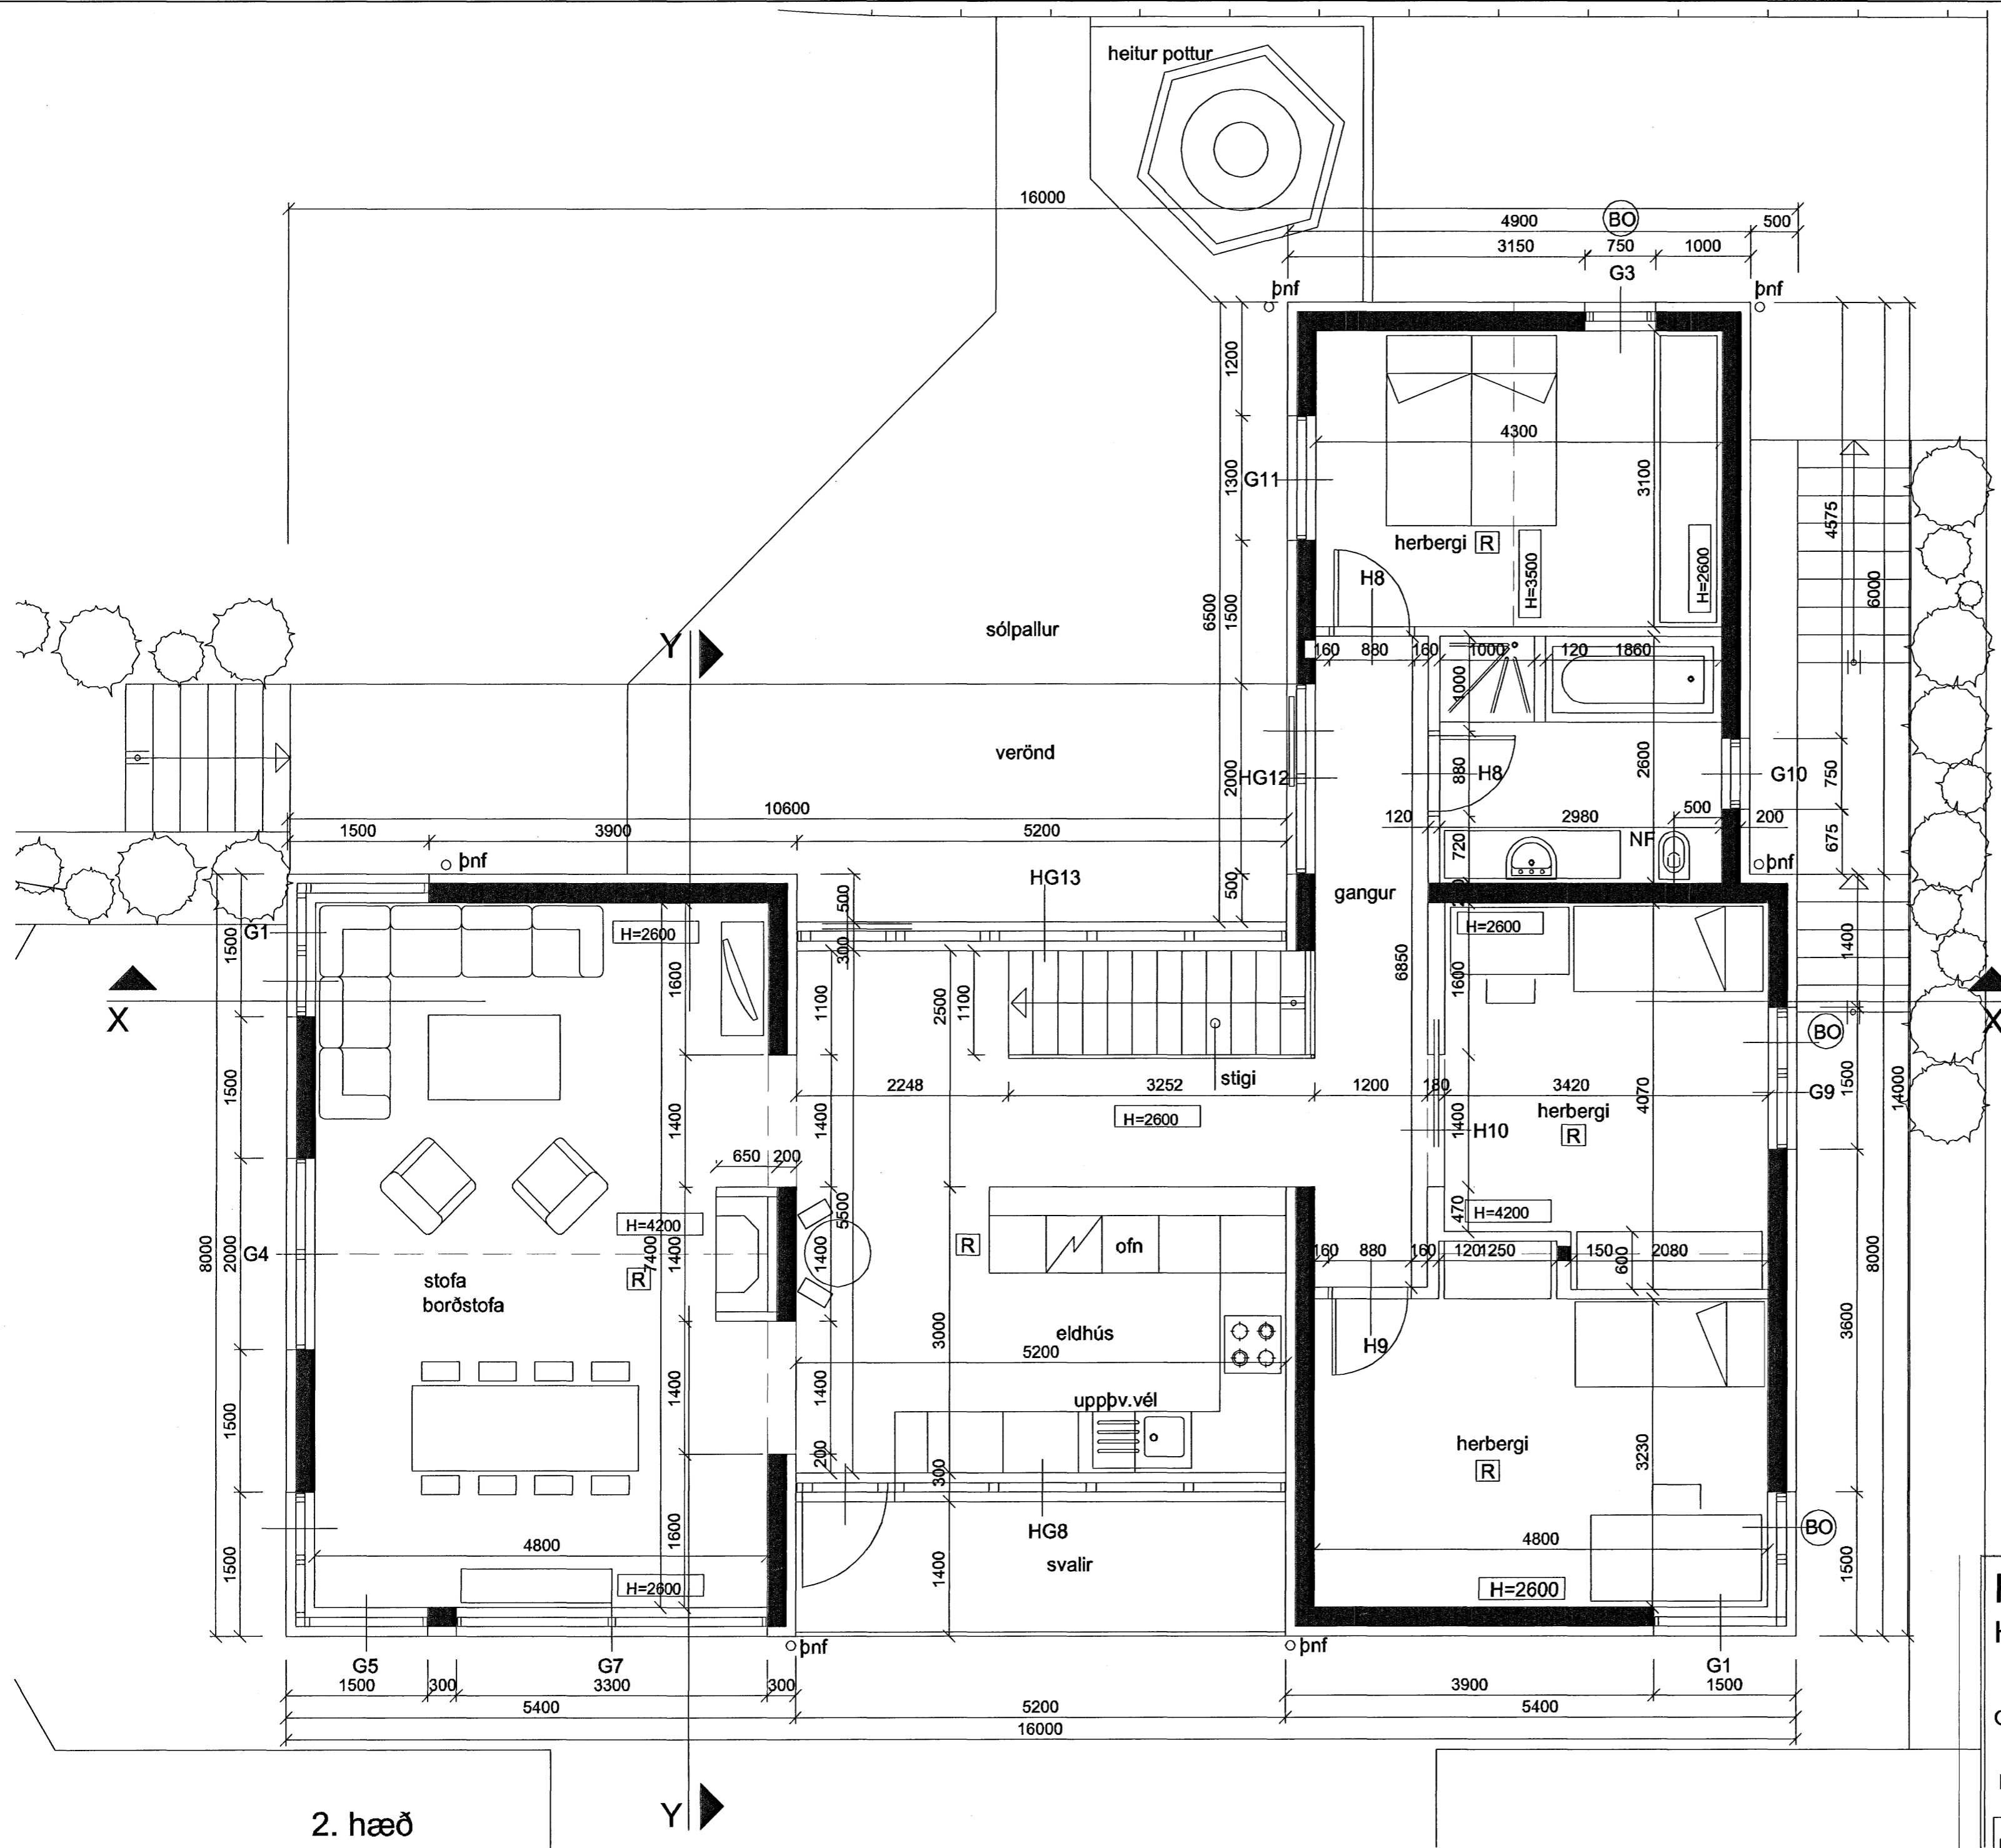 heitur pottur
16000
4900
BO
500
3150
750
1000
G3
þnf
þnf
1200
1300
G11
6500
1500
4300
3100
herbergi R
H=3500
H=2600
H8
4575
6000
sólpallur
Y
160
880
160
1000
120
1860
1000
verönd
HG12
2000
880
H8
2600
G10
750
10600
1500
3900
5200
120
2980
500
200
720
NF
675
þnf
þnf
HG13
500
gangur
500
300
G1
1500
H=2600
1600
H=2600
1400
X
X
1100
2500
1100
6850
1600
BO
stigi
2248
3252
1200
180
3420
1500
14000
1500
1400
1400
H=2600
herbergi
R
4070
G9
1400
H10
650
200
5500
470
H=4200
8000
2000
G4
H=4200
R
7400
1400
1400
R
ofn
160
880
160
120
1250
150
2080
600
8000
stofa
borðstofa
eldhús
3000
5200
H9
3600
1500
1400
1400
uppþv.vél
herbergi
R
3230
200
300
HG8
BO
4800
1600
svalir
1400
4800
1500
1500
H=2600
H=2600
þnf
þnf
G5
G7
G1
1500
300
3300
300
3900
1500
5400
5200
5400
16000
Y
2. hæð